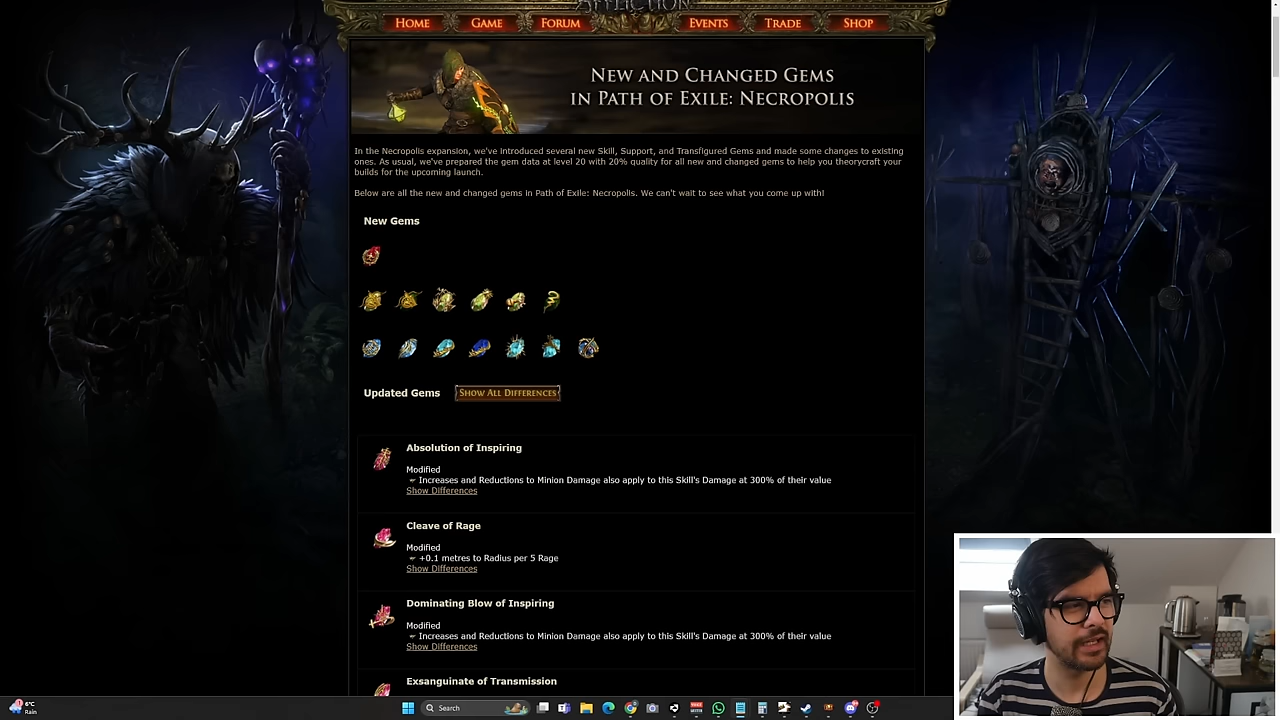 AFFLICTION
HOME GAME FORUM EVENTS TRADE SHOP
NEW AND CHANGED GEMS
IN PATH OF EXILE: NECROPOLIS
In the Necropolis expansion, we've introduced several new Skill, Support, and Transfigured Gems and made some changes to existing
ones. As usual, we've prepared the gem data at level 20 with 20% quality for all new and changed gems to help you theorycraft your
builds for the upcoming launch.
Below are all the new and changed gems in Path of Exile: Necropolis. We can't wait to see what you come up with!
New Gems
Updated Gems SHOW ALL DIFFERENCES
Absolution of Inspiring
Modified
Increases and Reductions to Minion Damage also apply to this Skill's Damage at 300% of their value
Show Differences
Cleave of Rage
Modified
+0.1 metres to Radius per 5 Rage
Show Differences
Dominating Blow of Inspiring
Modified
Increases and Reductions to Minion Damage also apply to this Skill's Damage at 300% of their value
Show Differences
Exsanguinate of Transmission
6°C
Rain
Search